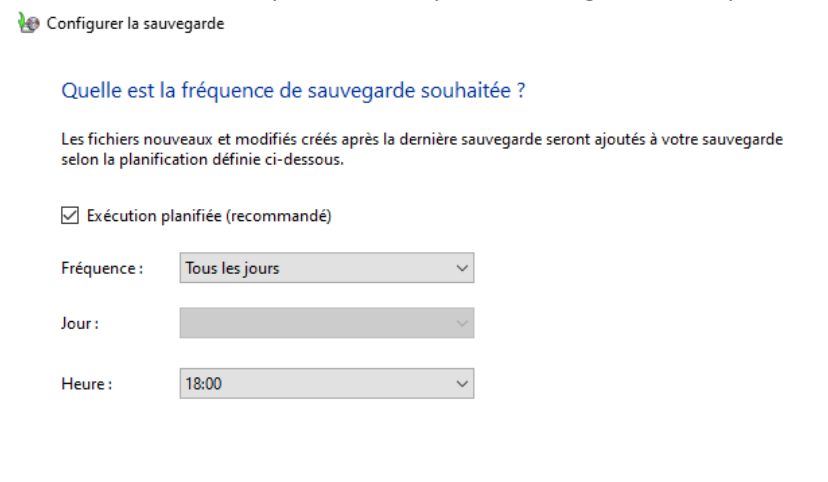 Configurer la sauvegarde
Quelle est la fréquence de sauvegarde souhaitée ?
Les fichiers nouveaux et modifiés créés après la dernière sauvegarde seront ajoutés à votre sauvegarde
selon la planification définie ci-dessous.
Exécution planifiée (recommandé)
Fréquence : Tous les jours
Jour :
Heure : 18:00